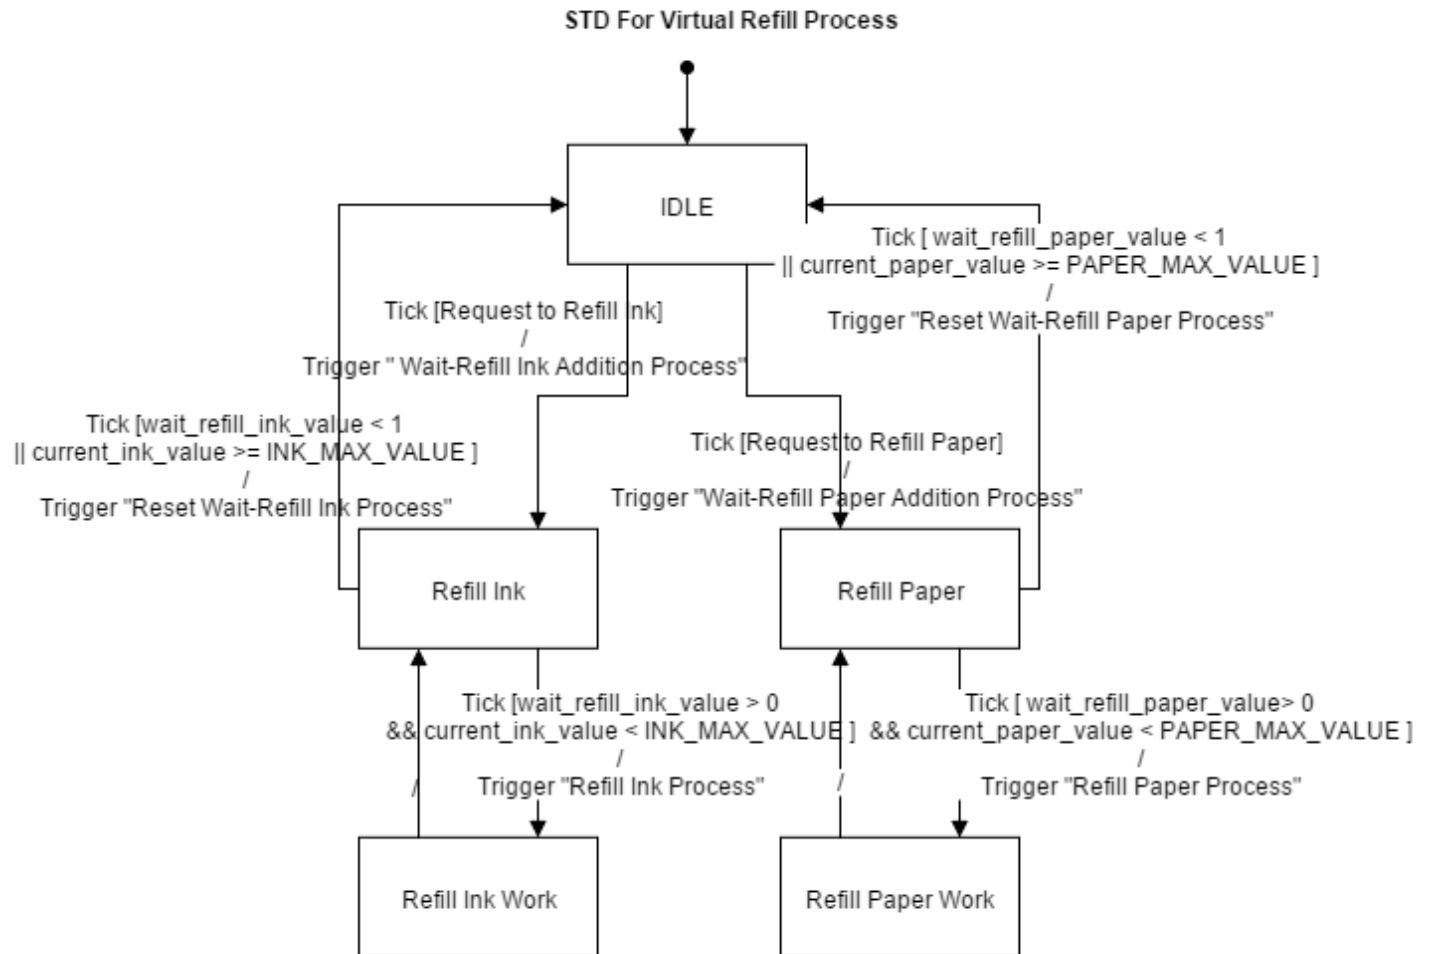 STD For Virtual Refill Process
IDLE
Tick [ wait_refill_paper_value < 1
|| current_paper_value >= PAPER_MAX_VALUE ]
/
Trigger "Reset Wait-Refill Paper Process"
Tick [Request to Refill Ink]
/
Trigger " Wait-Refill Ink Addition Process"
Tick [wait_refill_ink_value < 1
|| current_ink_value >= INK_MAX_VALUE ]
/
Trigger "Reset Wait-Refill Ink Process"
Tick [Request to Refill Paper]
/
Trigger "Wait-Refill Paper Addition Process"
Refill Ink
Refill Paper
Tick [wait_refill_ink_value > 0
&& current_ink_value < INK_MAX_VALUE ]
/
Trigger "Refill Ink Process"
/
Tick [ wait_refill_paper_value> 0
&& current_paper_value < PAPER_MAX_VALUE ]
/
Trigger "Refill Paper Process"
/
Refill Ink Work
Refill Paper Work